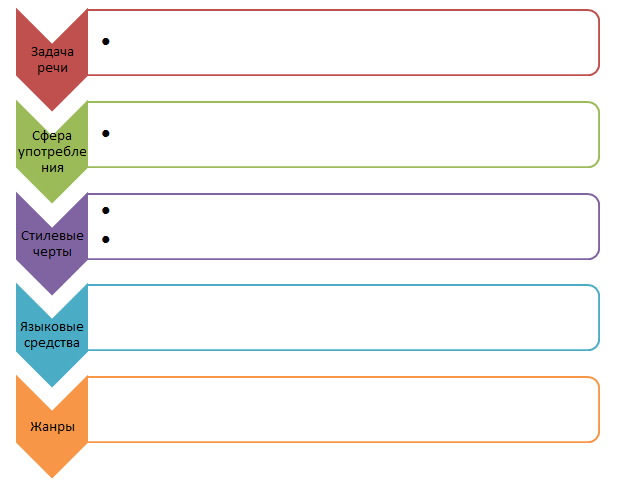 Задача
речи
•
Сфера
употребле
ния
•
Стилевые
черты
•
•
Языковые
средства
Жанры